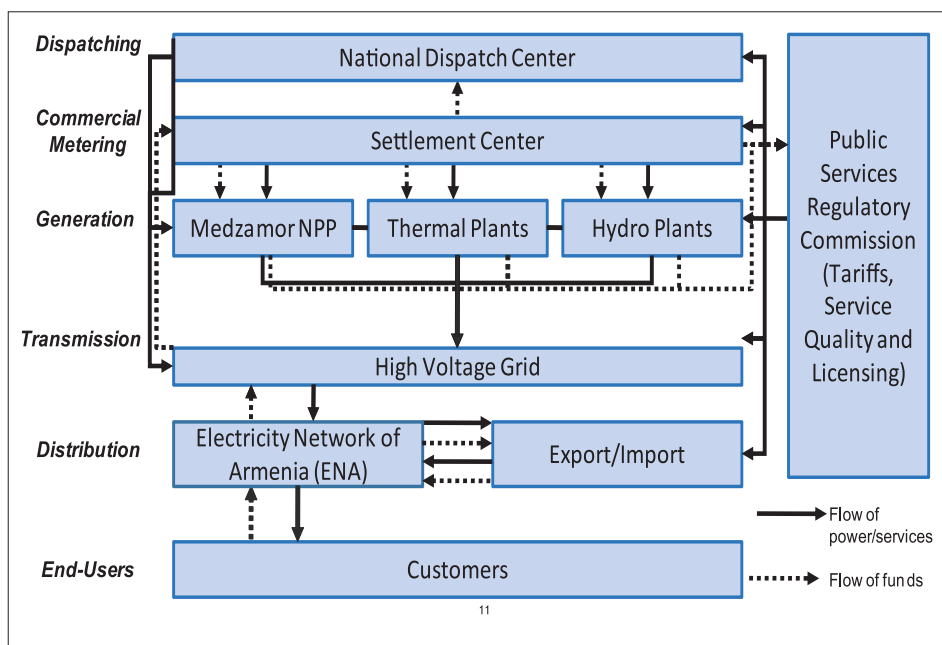 Dispatching
National Dispatch Center
Commercial
Metering
Settlement Center
Generation
Medzamor NPP
Thermal Plants
Hydro Plants
Public
Services
Regulatory
Commission
(Tariffs,
Service
Quality and
Licensing)
Transmission
High Voltage Grid
Distribution
Electricity Network of
Armenia (ENA)
Export/Import
End-Users
Customers
Flow of
power/services
Flow of funds
11